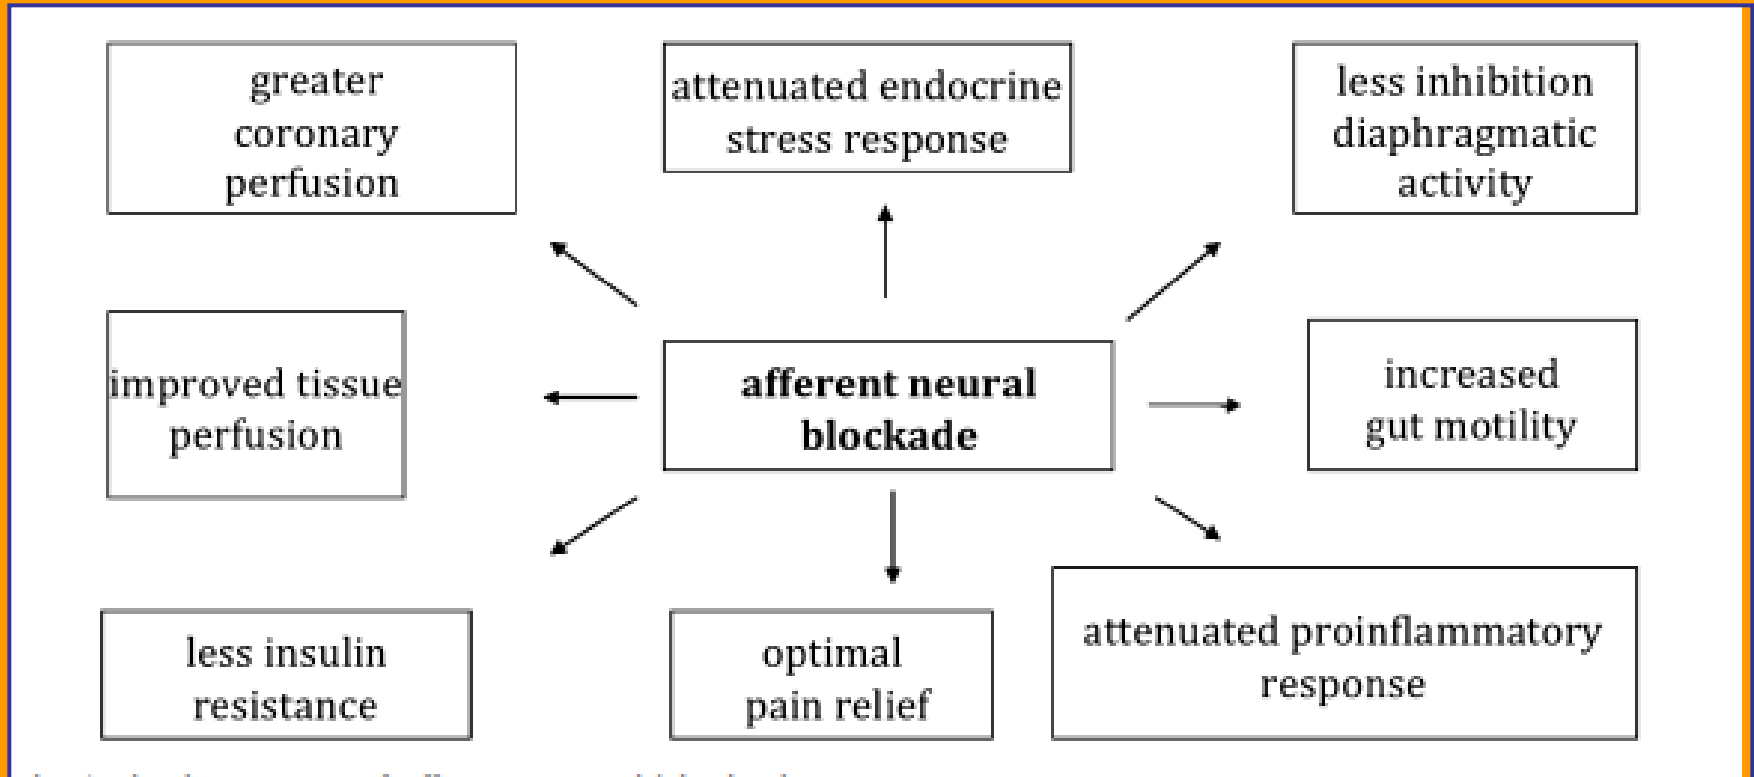 greater
coronary
perfusion
attenuated endocrine
stress response
less inhibition
diaphragmatic
activity
improved tissue
perfusion
afferent neural
blockade
increased
gut motility
less insulin
resistance
optimal
pain relief
attenuated proinflammatory
response